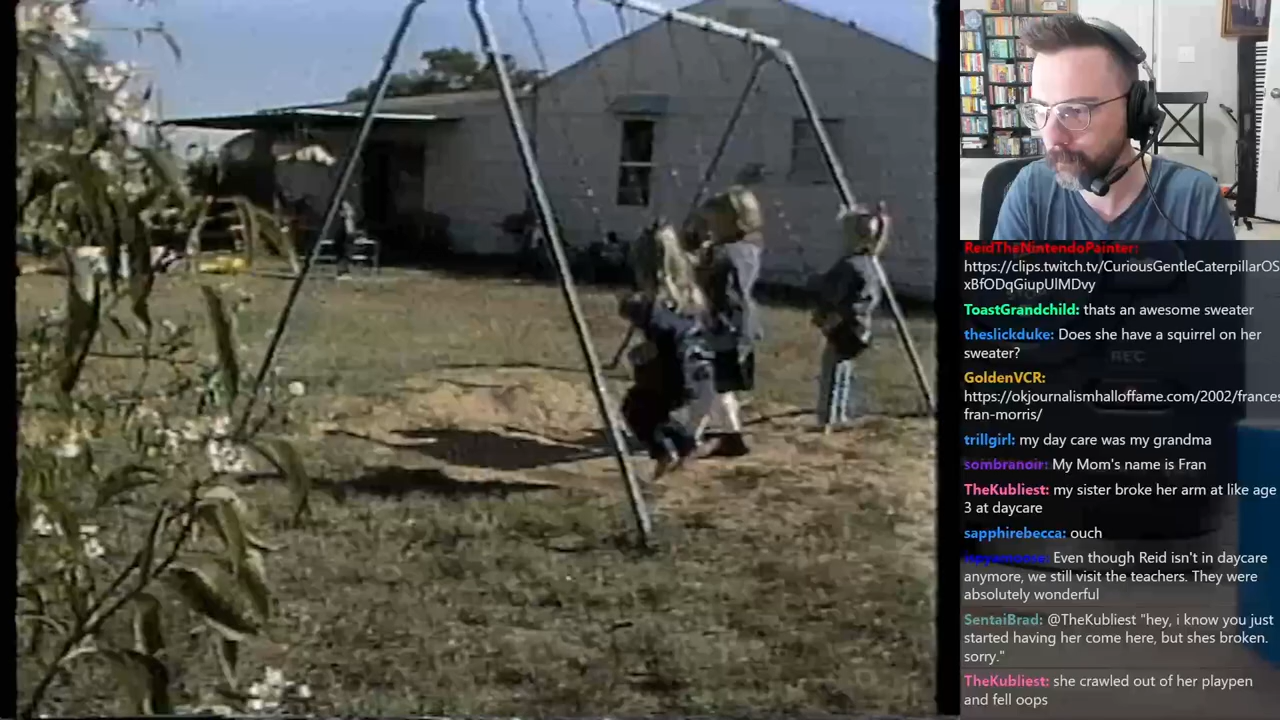 ReidTheNintendoPainter:
https://clips.twitch.tv/CuriousGentleCaterpillarOS
xBfODqGiupUlMDvy
ToastGrandchild: thats an awesome sweater
theslickduke: Does she have a squirrel on her
sweater?
GoldenVCR:
https://okjournalismhalloffame.com/2002/frances
fran-morris/
trillgirl: my day care was my grandma
sombranoir: My Mom's name is Fran
TheKubliest: my sister broke her arm at like age
3 at daycare
sapphirebecca: ouch
Even though Reid isn't in daycare
anymore, we still visit the teachers. They were
absolutely wonderful
SentaiBrad: @TheKubliest "hey, i know you just
started having her come here, but shes broken.
sorry."
TheKubliest: she crawled out of her playpen
and fell oops
REC